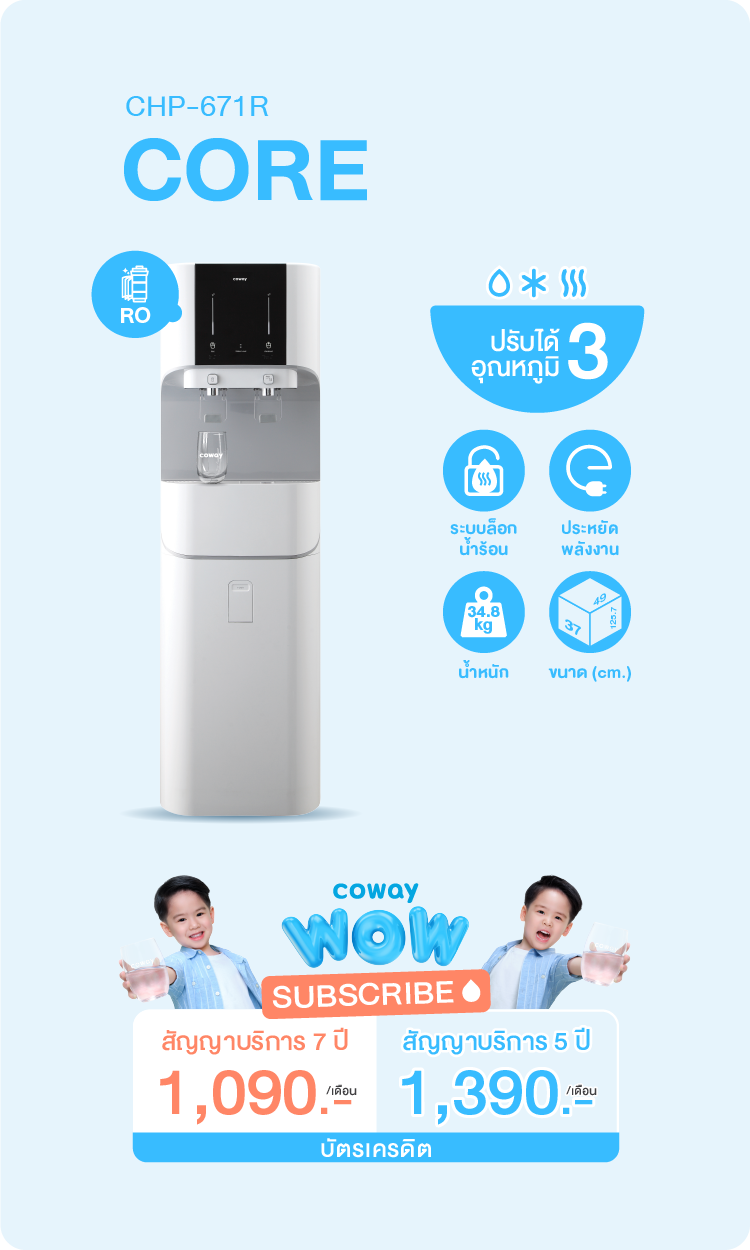 CHP-671R
CORE
RO
coway
coway
ปรับได้
อุณหภูมิ
3
ระบบล็อก
น้ำร้อน
ประหยัด
พลังงาน
34.8
kg
น้ำหนัก
49
37
125.7
ขนาด (cm.)
coway
WOW
SUBSCRIBE
สัญญาบริการ 7 ปี
1,090.-/เดือน
สัญญาบริการ 5 ปี
1,390.-/เดือน
บัตรเครดิต